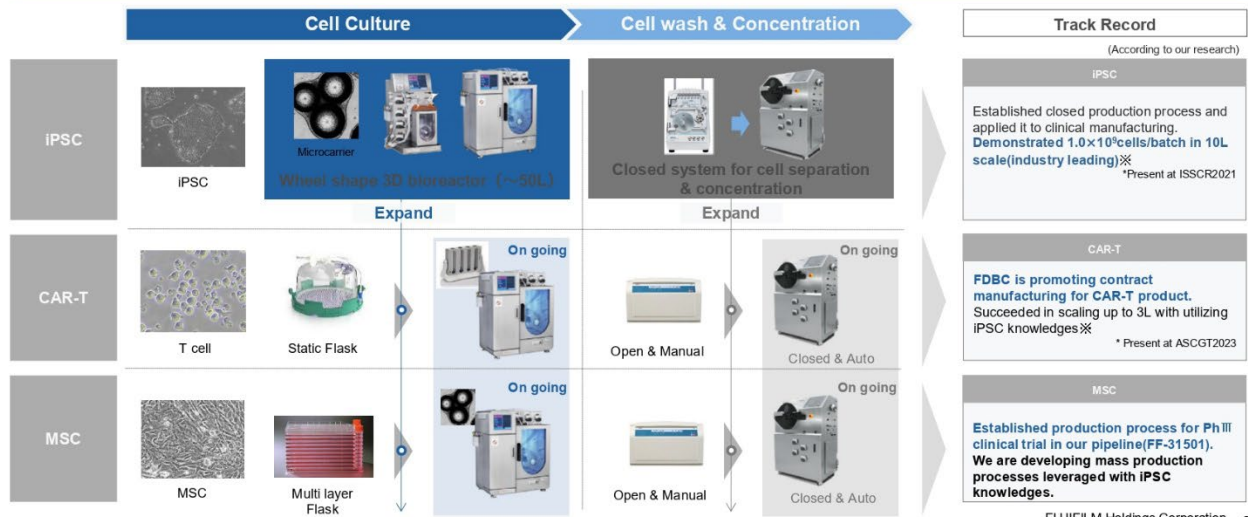 Cell Culture
Cell wash & Concentration
Track Record
(According to our research)
iPSC
iPSC
Microcarrier
Wheel shape 3D bioreactor (～50L)
Closed system for cell separation
& concentration
Expand
Expand
iPSC
Established closed production process and
applied it to clinical manufacturing.
Demonstrated 1.0×10⁹cells/batch in 10L
scale(industry leading)※
*Present at ISSCR2021
CAR-T
T cell
Static Flask
On going
Open & Manual
On going
Closed & Auto
CAR-T
FDBC is promoting contract
manufacturing for CAR-T product.
Succeeded in scaling up to 3L with utilizing
iPSC knowledges※
* Present at ASCGT2023
MSC
MSC
Multi layer
Flask
On going
Open & Manual
On going
Closed & Auto
MSC
Established production process for PhⅢ
clinical trial in our pipeline(FF-31501).
We are developing mass production
processes leveraged with iPSC
knowledges.
FUJIFILM Holdings Corporation